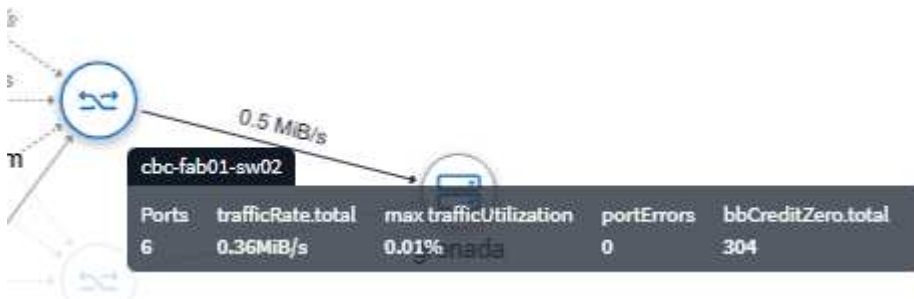 0.5 MiB/s
m
cbc-fab01-sw02
Ports trafficRate.total max trafficUtilization portErrors bbCreditZero.total
6 0.36MiB/s 0.01% 0 304